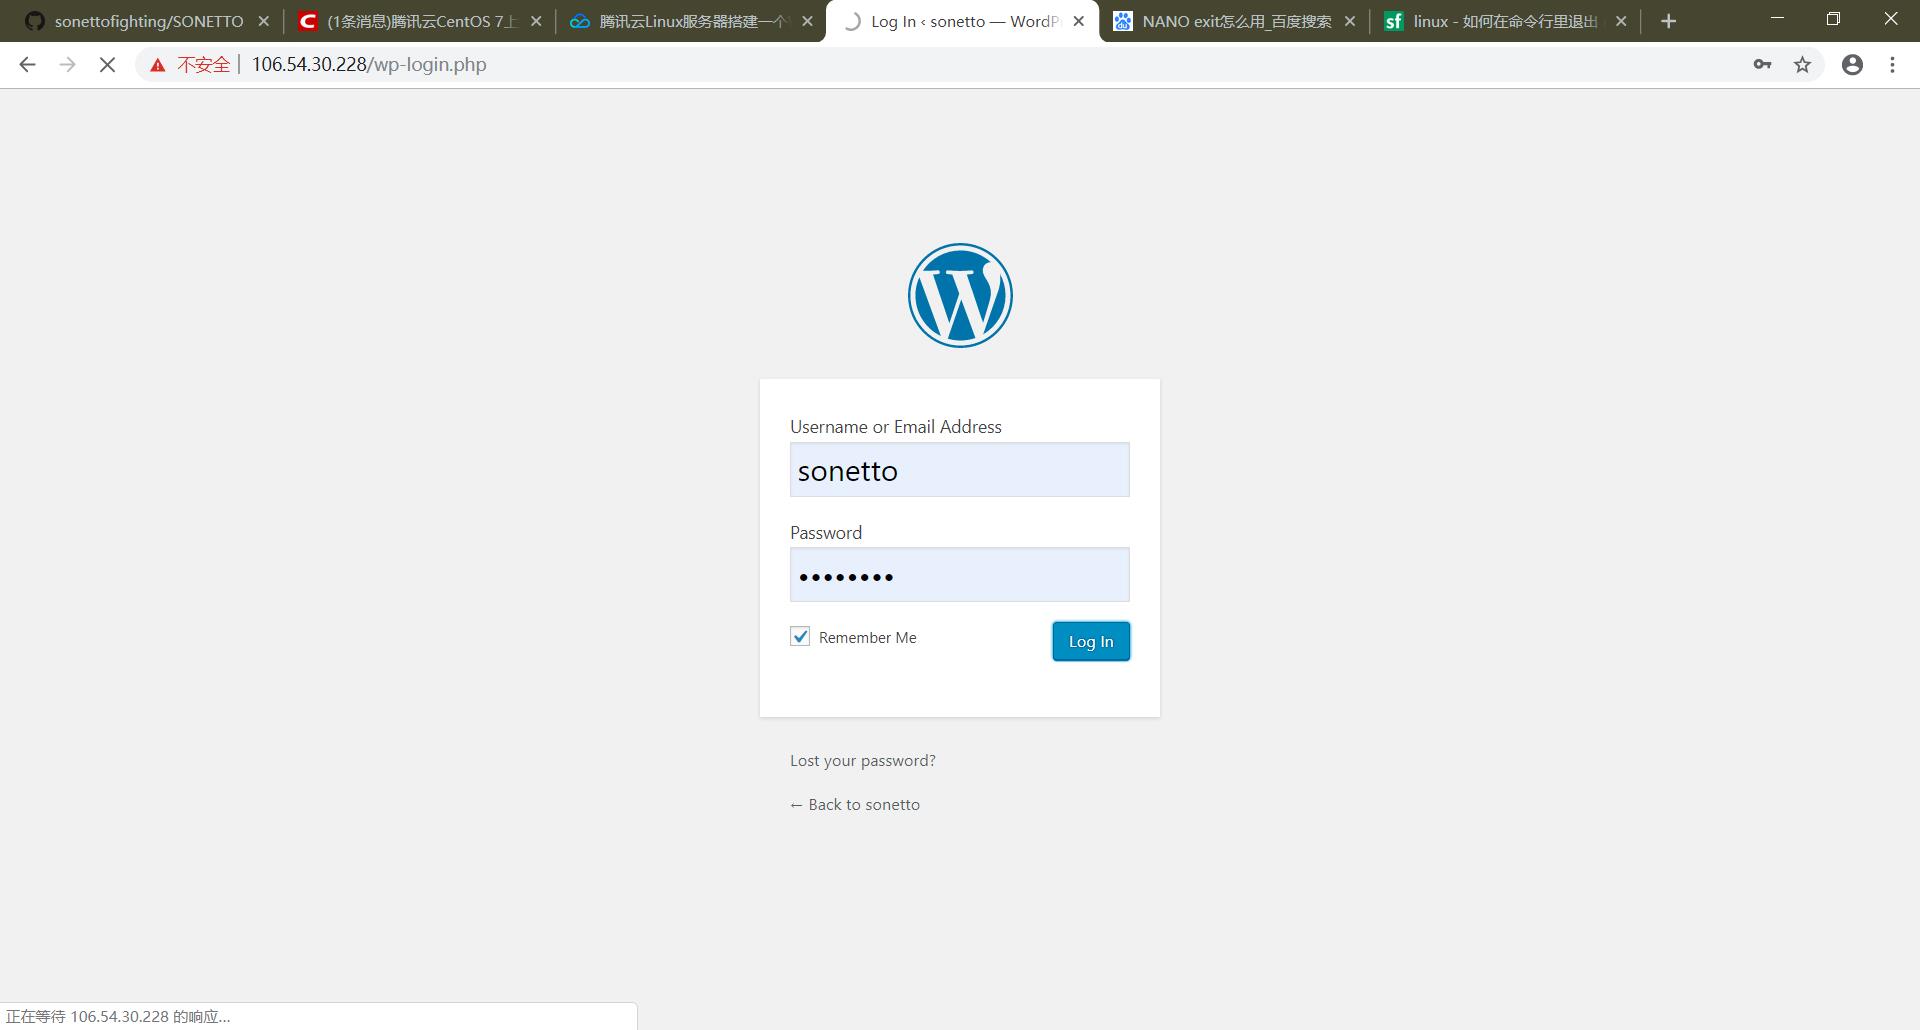 sonettofighting/SONETTO
(1条消息)腾讯云CentOS 7上
腾讯云Linux服务器搭建一个
Log In ‹ sonetto — WordP
NANO exit怎么用_百度搜索
sf linux - 如何在命令行里退出
不安全 106.54.30.228/wp-login.php
Username or Email Address
sonetto
Password
••••••••
Remember Me
Log In
Lost your password?
← Back to sonetto
正在等待 106.54.30.228 的响应...